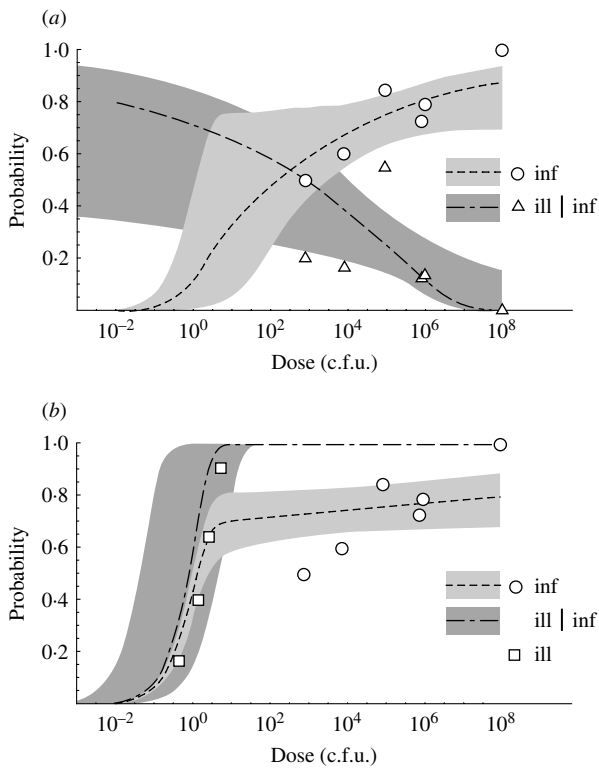 (a)
1·0
0·8
0·6
0·4
0·2
Probability
10⁻² 10⁰ 10² 10⁴ 10⁶ 10⁸
Dose (c.f.u.)
inf
ill | inf
(b)
1·0
0·8
0·6
0·4
0·2
Probability
10⁻² 10⁰ 10² 10⁴ 10⁶ 10⁸
Dose (c.f.u.)
inf
ill | inf
ill